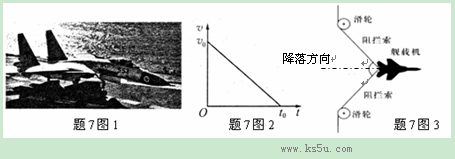 v
v₀
0
t₀ t
滑轮
阻拦索
降落方向
舰载机
阻拦索
滑轮
题7图1
题7图2
题7图3
www.ks5u.com